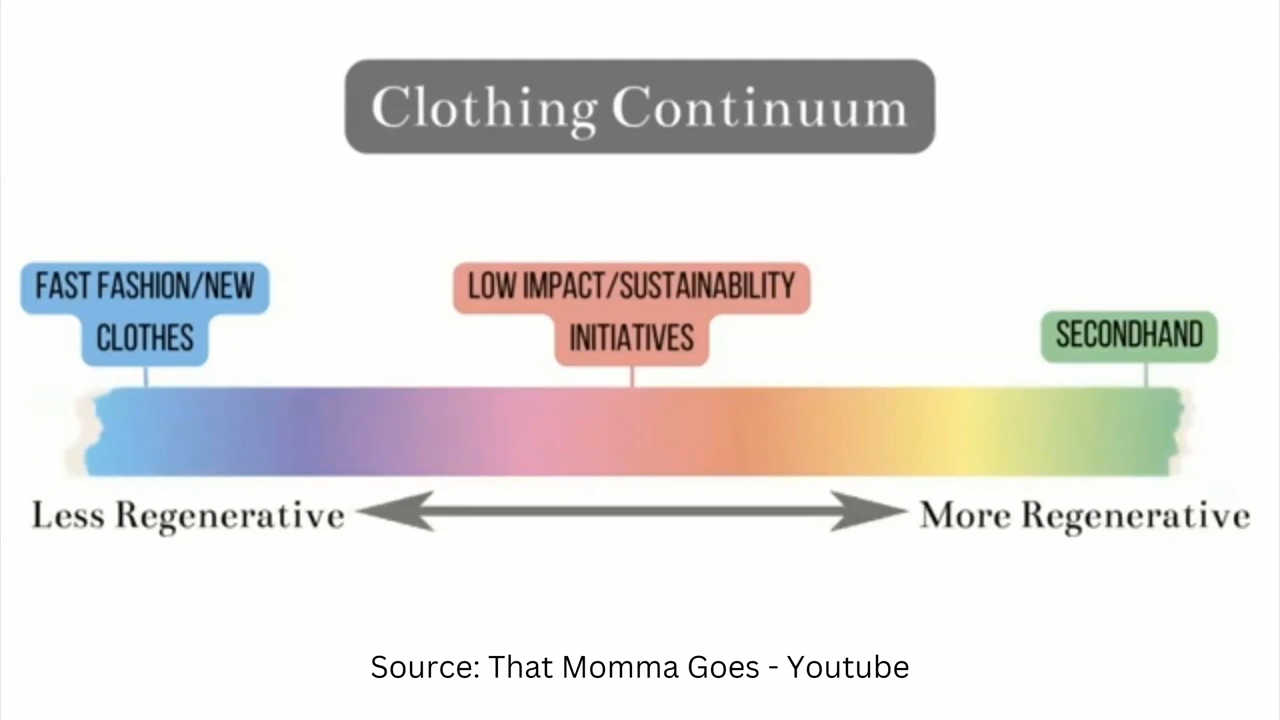 Clothing Continuum
FAST FASHION/NEW
CLOTHES
LOW IMPACT/SUSTAINABILITY
INITIATIVES
SECONDHAND
Less Regenerative
More Regenerative
Source: That Momma Goes - Youtube